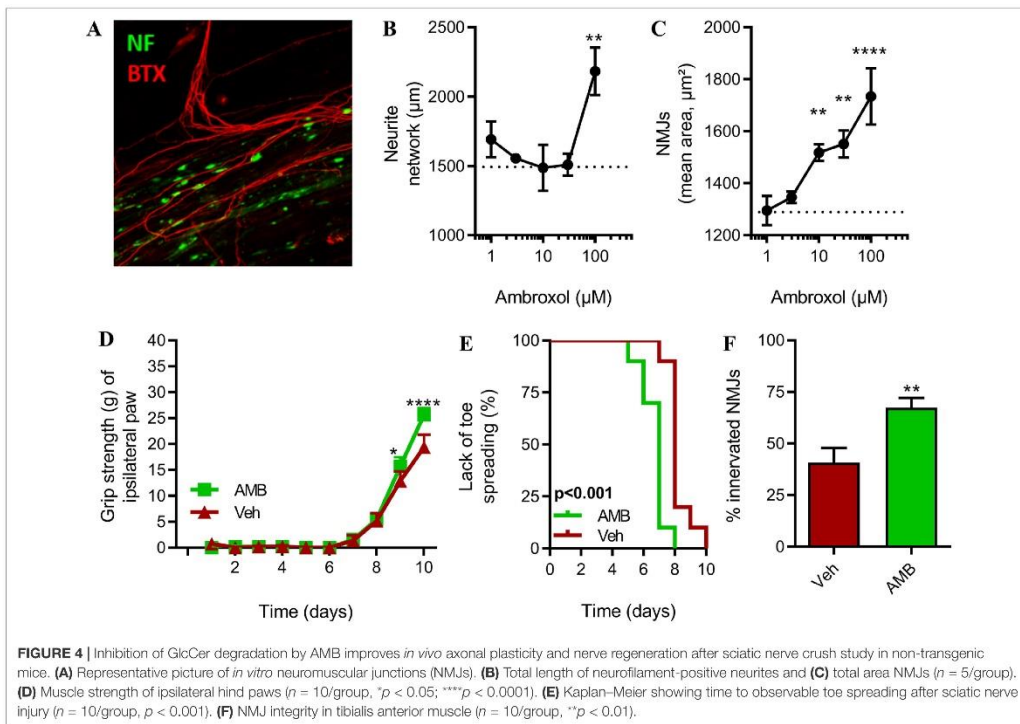 A
NF
BTX
B
2500
2000
1500
1000
Neurite
network (µm)
**
1
10
100
Ambroxol (µM)
C
2000
1800
1600
1400
1200
NMJs
(mean area, µm²)
**
**
****
1
10
100
Ambroxol (µM)
D
40
35
30
25
20
15
10
5
0
Grip strength (g) of
ipsilateral paw
*
****
AMB
Veh
2
4
6
8
10
Time (days)
E
100
75
50
25
0
Lack of toe
spreading (%)
p<0.001
AMB
Veh
0
2
4
6
8
10
Time (days)
F
100
75
50
25
0
% innervated NMJs
**
Veh
AMB
FIGURE 4 | Inhibition of GlcCer degradation by AMB improves in vivo axonal plasticity and nerve regeneration after sciatic nerve crush study in non-transgenic
mice. (A) Representative picture of in vitro neuromuscular junctions (NMJs). (B) Total length of neurofilament-positive neurites and (C) total area NMJs (n = 5/group).
(D) Muscle strength of ipsilateral hind paws (n = 10/group, *p < 0.05; ****p < 0.0001). (E) Kaplan–Meier showing time to observable toe spreading after sciatic nerve
injury (n = 10/group, p < 0.001). (F) NMJ integrity in tibialis anterior muscle (n = 10/group, **p < 0.01).